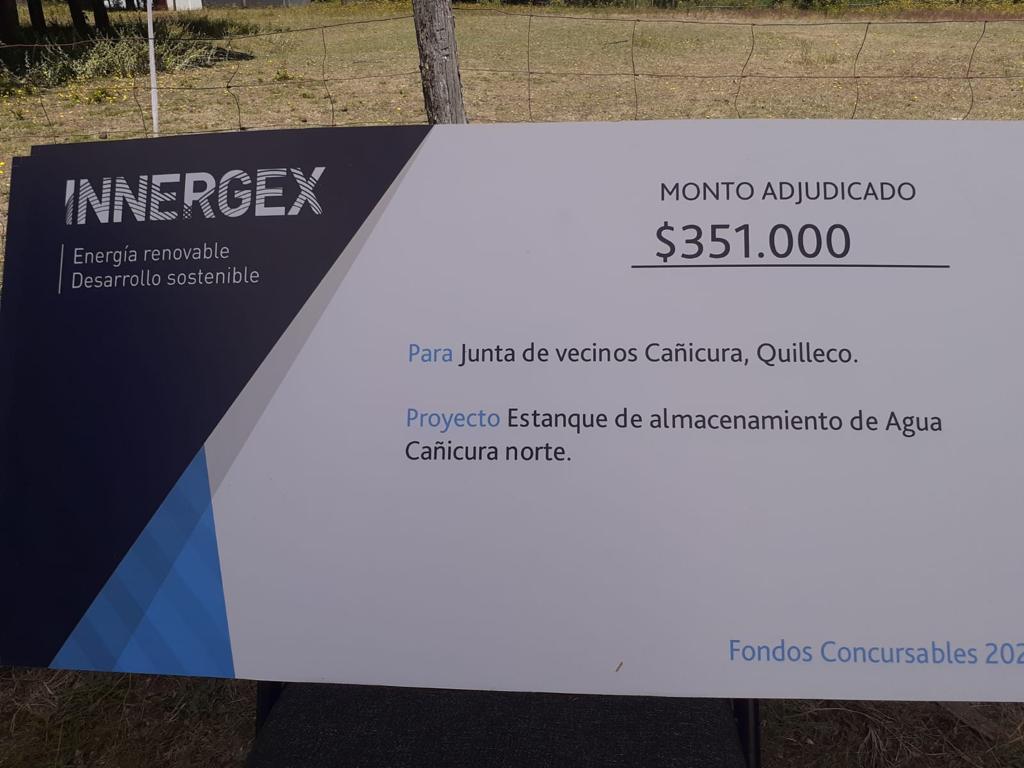 INNERGEX
Energía renovable
Desarrollo sostenible
MONTO ADJUDICADO
$351.000
Para Junta de vecinos Cañicura, Quilleco.
Proyecto Estanque de almacenamiento de Agua
Cañicura norte.
Fondos Concursables